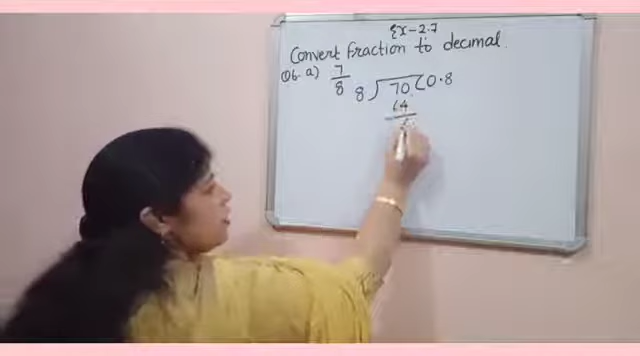 Ex-2.7
Convert fraction to decimal.
Q6. a) 7/8 8)70(0.8
64